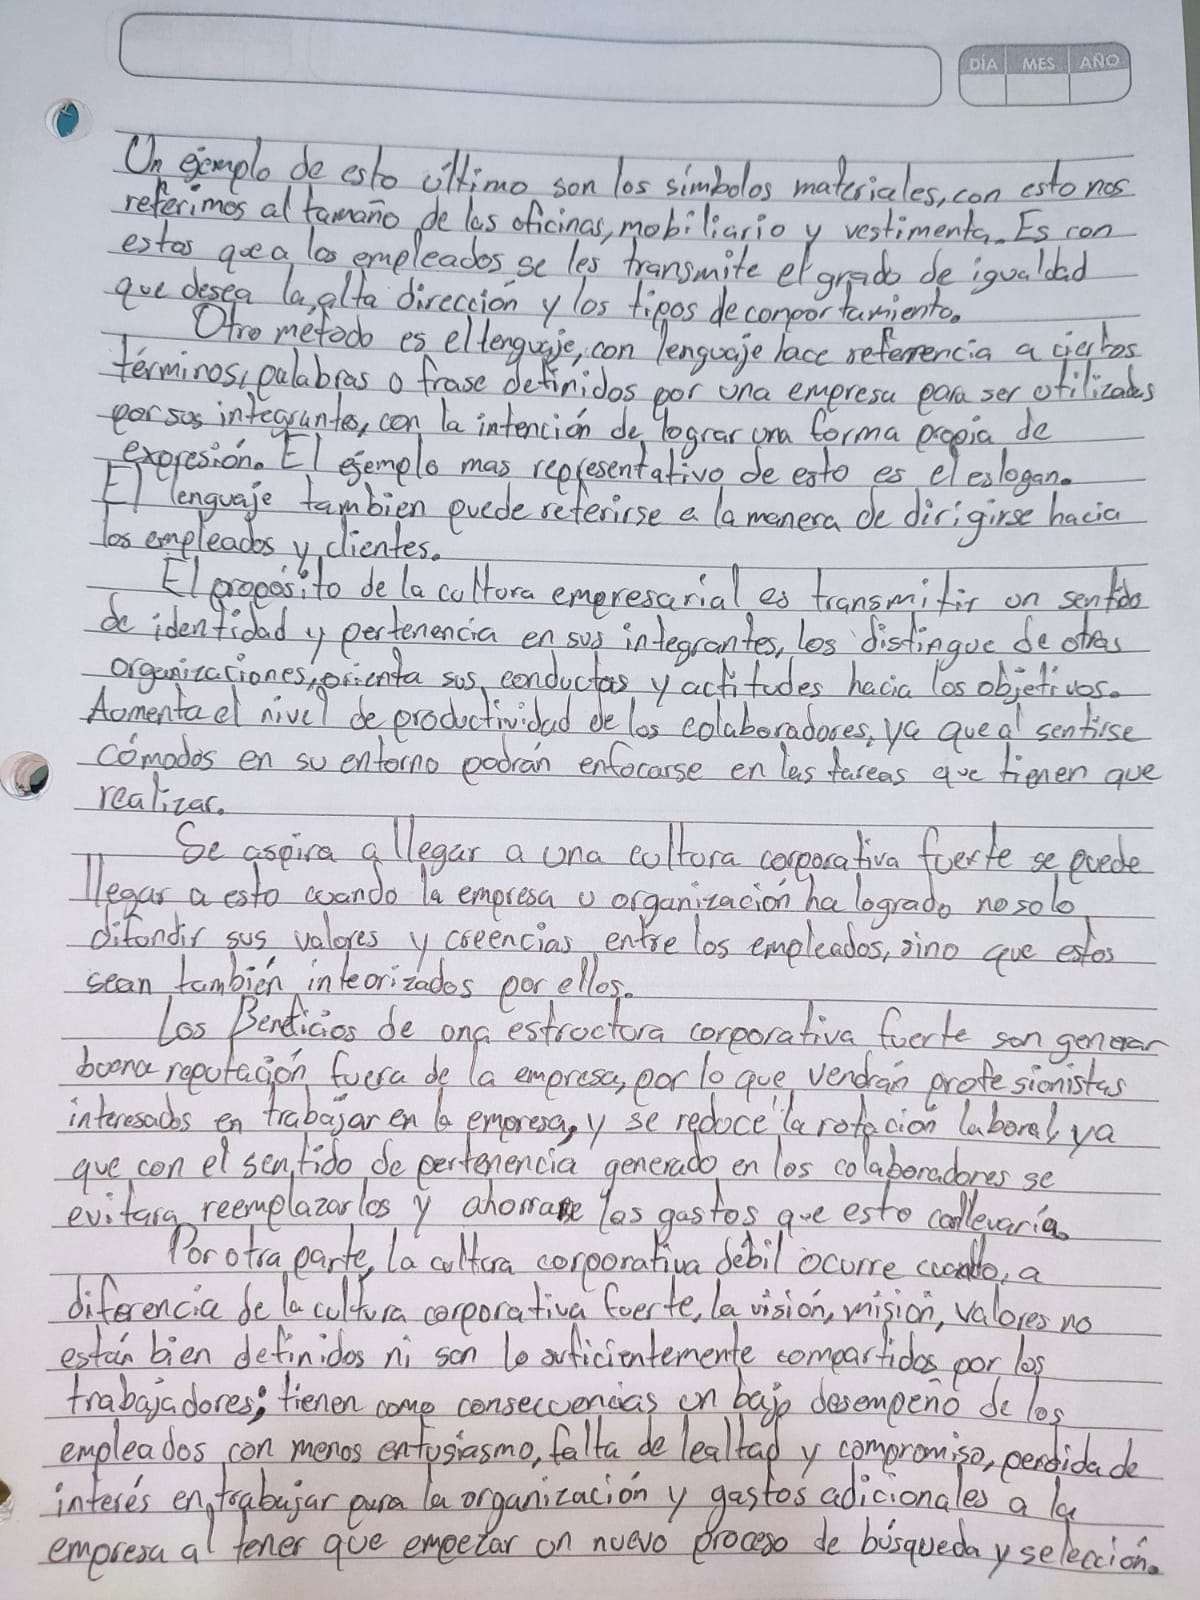 DÍA MES AÑO
Un ejemplo de esto último son los símbolos materiales, con esto nos
referimos al tamaño de las oficinas, mobiliario y vestimenta. Es con
estos que a los empleados se les transmite el grado de igualdad
que desea la alta dirección y los tipos de comportamiento.
Otro método es el lenguaje, con lenguaje hace referencia a ciertos
términos, palabras o frase definidos por una empresa para ser utilizados
por sus integrantes, con la intención de lograr una forma propia de
expresión. El ejemplo mas representativo de esto es el eslogan.
El lenguaje tambien puede referirse a la manera de dirigirse hacia
los empleados y clientes.
El propósito de la cultura empresarial es transmitir un sentido
de identidad y pertenencia en sus integrantes, los distingue de otras
organizaciones, orienta sus conductas y actitudes hacia los objetivos.
Aumenta el nivel de productividad de los colaboradores, ya que al sentirse
cómodos en su entorno podrán enfocarse en las tareas que tienen que
realizar.
Se aspira a llegar a una cultura corporativa fuerte se puede
llegar a esto cuando la empresa u organización ha logrado no solo
difundir sus valores y creencias entre los empleados, sino que estos
sean también inteorizados por ellos.
Los Beneficios de una estructura corporativa fuerte son generar
buena reputación fuera de la empresa, por lo que vendrán profesionistas
interesados en trabajar en la empresa, y se reduce la rotación laboral, ya
que con el sentido de pertenencia generado en los colaboradores se
evitara reemplazarlos y ahorrarse los gastos que esto conllevaría.
Por otra parte, la cultura corporativa débil ocurre cuando, a
diferencia de la cultura corporativa fuerte, la visión, misión, valores no
están bien definidos ni son lo suficientemente compartidos por los
trabajadores; tienen como consecuencias un bajo desempeño de los
empleados con menos entusiasmo, falta de lealtad y compromiso, perdida de
interés en trabajar para la organización y gastos adicionales a la
empresa al tener que empezar un nuevo proceso de búsqueda y selección.